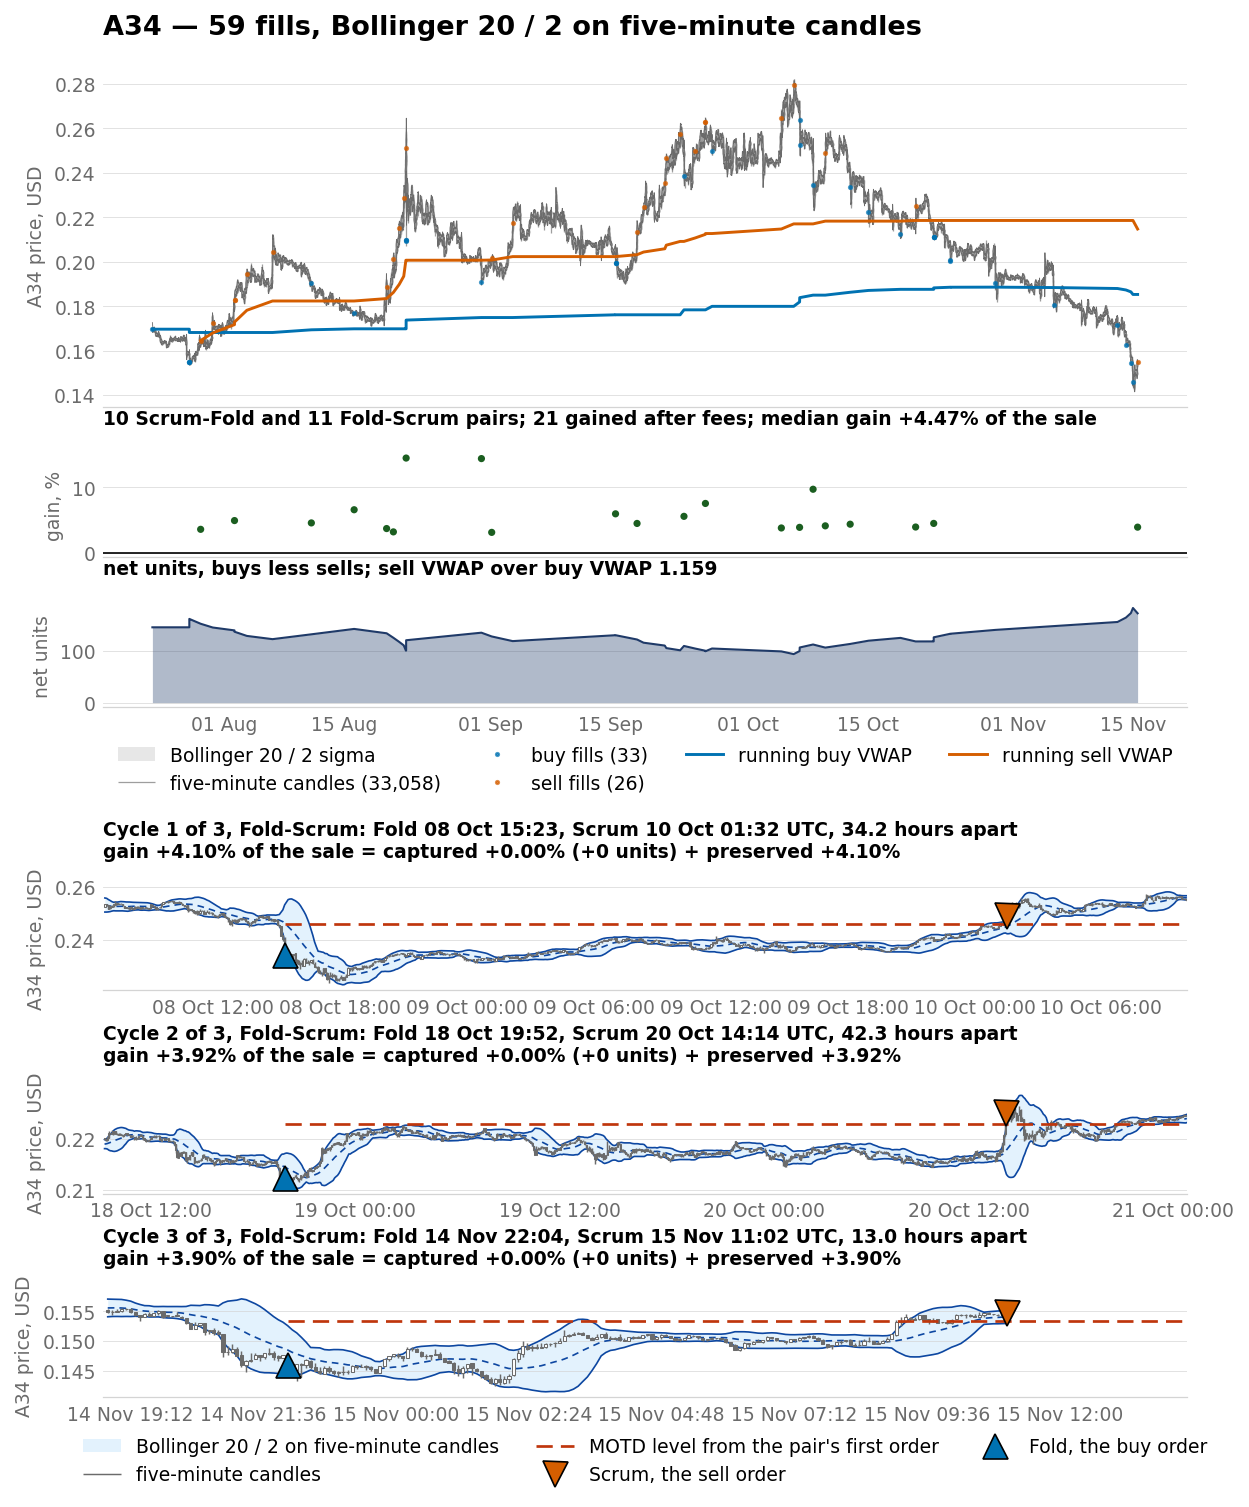 A34 — 59 fills, Bollinger 20 / 2 on five-minute candles
A34 price, USD
0.28
0.26
0.24
0.22
0.20
0.18
0.16
0.14
10 Scrum-Fold and 11 Fold-Scrum pairs; 21 gained after fees; median gain +4.47% of the sale
gain, %
10
0
net units, buys less sells; sell VWAP over buy VWAP 1.159
net units
100
0
01 Aug 15 Aug 01 Sep 15 Sep 01 Oct 15 Oct 01 Nov 15 Nov
Bollinger 20 / 2 sigma
five-minute candles (33,058)
buy fills (33)
sell fills (26)
running buy VWAP
running sell VWAP
Cycle 1 of 3, Fold-Scrum: Fold 08 Oct 15:23, Scrum 10 Oct 01:32 UTC, 34.2 hours apart
gain +4.10% of the sale = captured +0.00% (+0 units) + preserved +4.10%
A34 price, USD
0.26
0.24
08 Oct 12:00 08 Oct 18:00 09 Oct 00:00 09 Oct 06:00 09 Oct 12:00 09 Oct 18:00 10 Oct 00:00 10 Oct 06:00
Cycle 2 of 3, Fold-Scrum: Fold 18 Oct 19:52, Scrum 20 Oct 14:14 UTC, 42.3 hours apart
gain +3.92% of the sale = captured +0.00% (+0 units) + preserved +3.92%
A34 price, USD
0.22
0.21
18 Oct 12:00 19 Oct 00:00 19 Oct 12:00 20 Oct 00:00 20 Oct 12:00 21 Oct 00:00
Cycle 3 of 3, Fold-Scrum: Fold 14 Nov 22:04, Scrum 15 Nov 11:02 UTC, 13.0 hours apart
gain +3.90% of the sale = captured +0.00% (+0 units) + preserved +3.90%
A34 price, USD
0.155
0.150
0.145
14 Nov 19:12 14 Nov 21:36 15 Nov 00:00 15 Nov 02:24 15 Nov 04:48 15 Nov 07:12 15 Nov 09:36 15 Nov 12:00
Bollinger 20 / 2 on five-minute candles
five-minute candles
MOTD level from the pair's first order
Scrum, the sell order
Fold, the buy order